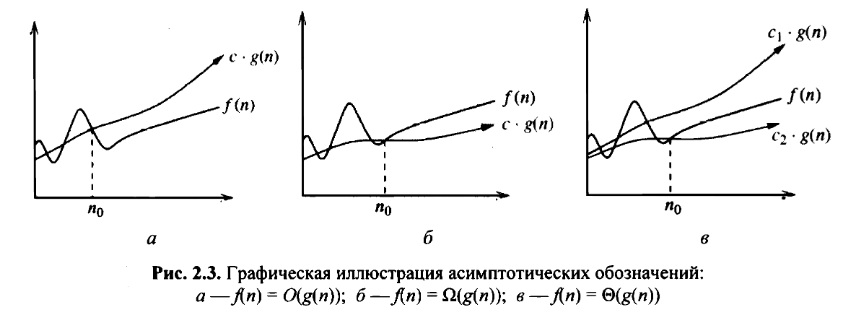 c · g(n)
f(n)
n₀
а
f(n)
c · g(n)
n₀
б
c₁ · g(n)
f(n)
c₂ · g(n)
n₀
в
Рис. 2.3. Графическая иллюстрация асимптотических обозначений:
а — f(n) = O(g(n)); б — f(n) = Ω(g(n)); в — f(n) = Θ(g(n))